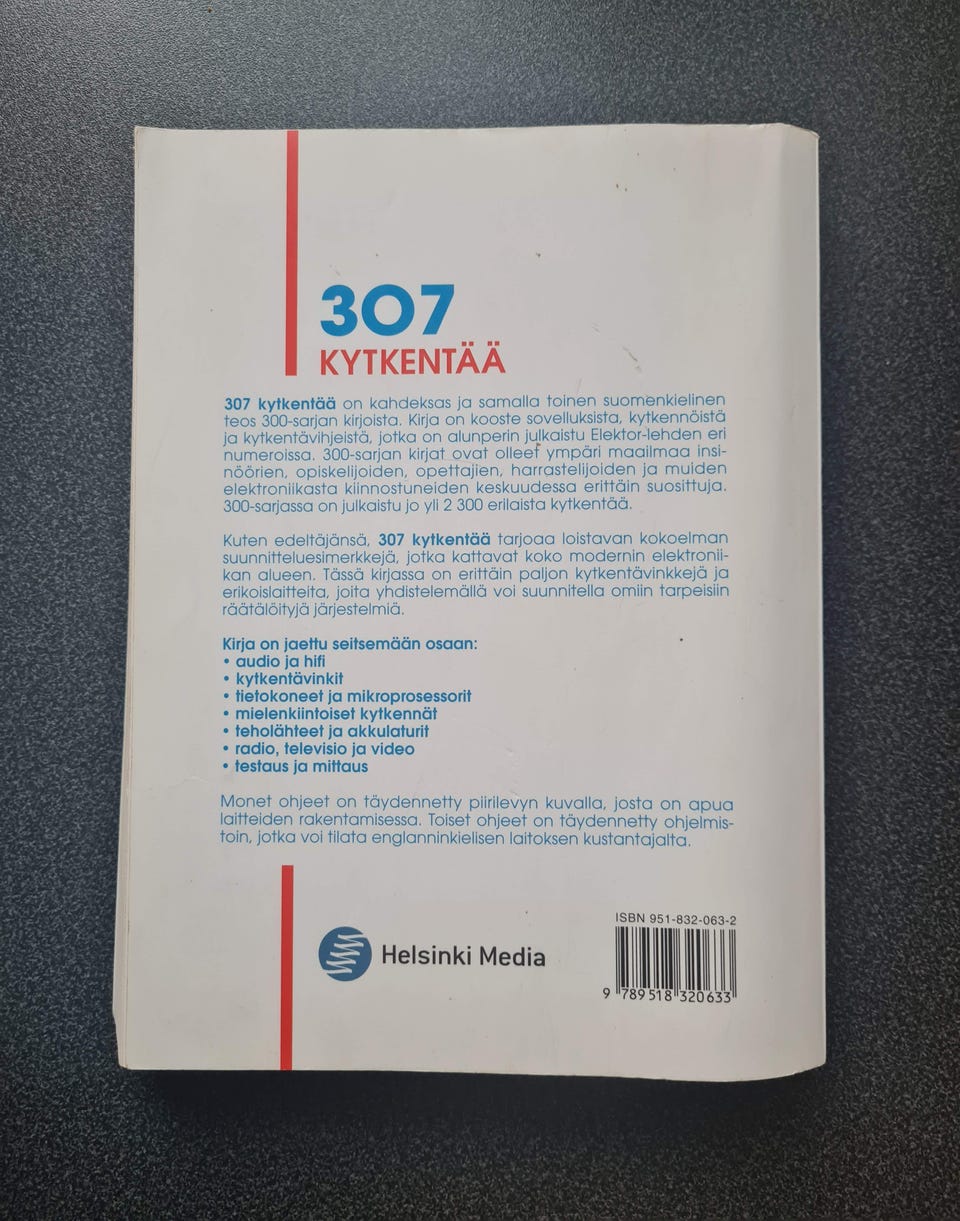 307
KYTKENTÄÄ
307 kytkentää on kahdeksas ja samalla toinen suomenkielinen
teos 300-sarjan kirjoista. Kirja on kooste sovelluksista, kytkennöistä
ja kytkentävihjeistä, jotka on alunperin julkaistu Elektor-lehden eri
numeroissa. 300-sarjan kirjat ovat olleet ympäri maailmaa insi-
nöörien, opiskelijoiden, opettajien, harrastelijoiden ja muiden
elektroniikasta kiinnostuneiden keskuudessa erittäin suosittuja.
300-sarjassa on julkaistu jo yli 2 300 erilaista kytkentää.
Kuten edeltäjänsä, 307 kytkentää tarjoaa loistavan kokoelman
suunnitteluesimerkkejä, jotka kattavat koko modernin elektronii-
kan alueen. Tässä kirjassa on erittäin paljon kytkentävinkkejä ja
erikoislaitteita, joita yhdistelemällä voi suunnitella omiin tarpeisiin
räätälöityjä järjestelmiä.
Kirja on jaettu seitsemään osaan:
• audio ja hifi
• kytkentävinkit
• tietokoneet ja mikroprosessorit
• mielenkiintoiset kytkennät
• teholähteet ja akkulaturit
• radio, televisio ja video
• testaus ja mittaus
Monet ohjeet on täydennetty piirilevyn kuvalla, josta on apua
laitteiden rakentamisessa. Toiset ohjeet on täydennetty ohjelmis-
toin, jotka voi tilata englanninkielisen laitoksen kustantajalta.
Helsinki Media
ISBN 951-832-063-2
9 789518 320633